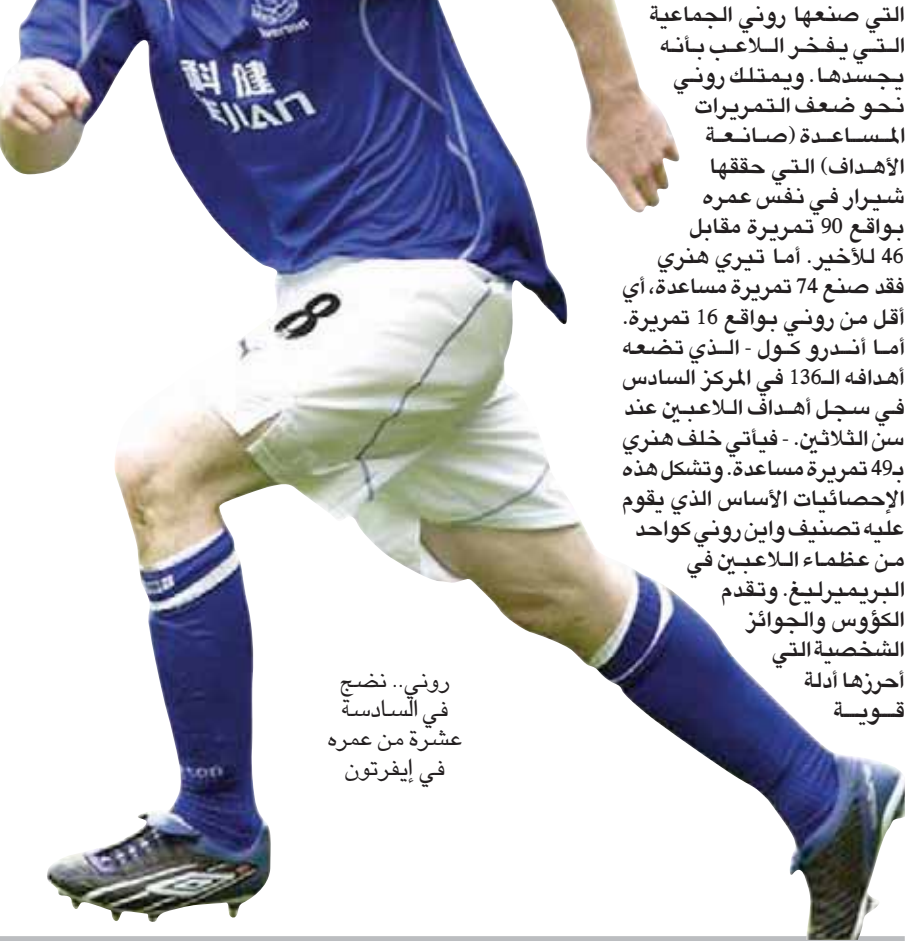 التي صنعها روني الجماعية
التي يفخر اللاعب بأنه
يجسدها. ويمتلك روني
نحو ضعف التمريرات
المساعدة (صانعة
الأهداف) التي حققها
شيرار في نفس عمره
بواقع 90 تمريرة مقابل
46 للأخير. أما تيري هنري
فقد صنع 74 تمريرة مساعدة، أي
أقل من روني بواقع 16 تمريرة.
أما أندرو كول - الذي تضعه
أهدافه الـ136 في المركز السادس
في سجل أهداف اللاعبين عند
سن الثلاثين. - فيأتي خلف هنري
بـ49 تمريرة مساعدة. وتشكل هذه
الإحصائيات الأساس الذي يقوم
عليه تصنيف واين روني كواحد
من عظماء اللاعبين في
البريميرليغ. وتقدم
الكؤوس والجوائز
الشخصية التي
أحرزها أدلة
قوية
روني.. نضج
في السادسة
عشرة من عمره
في إيفرتون
科健
KEJIAN
8